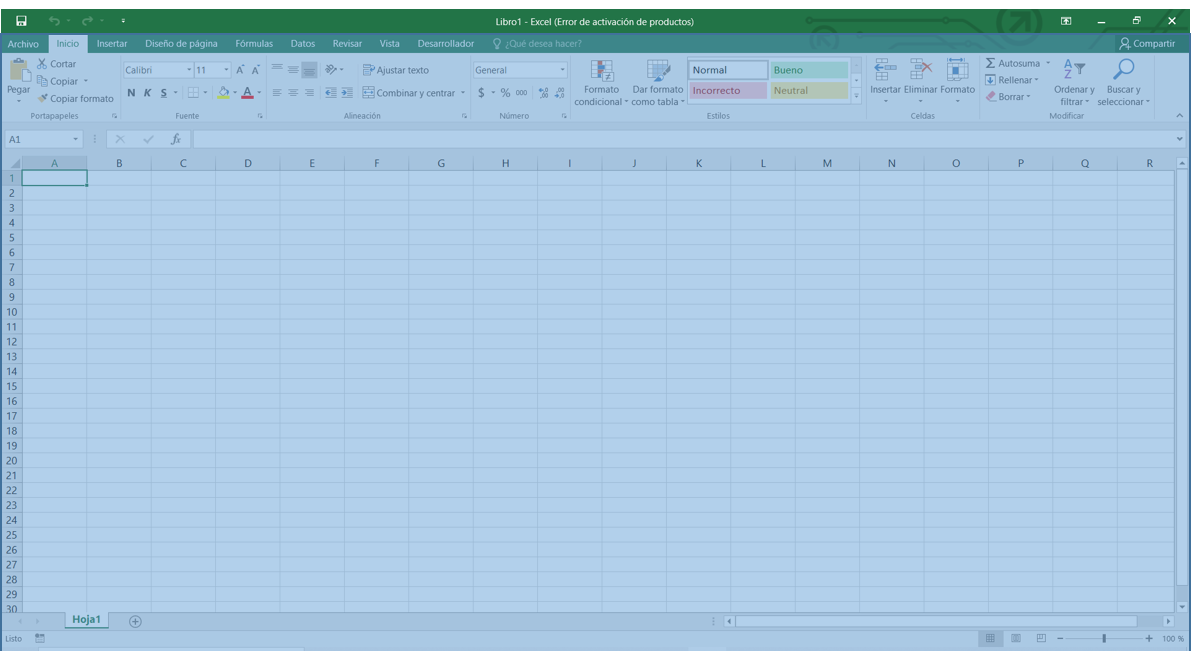 Libro1 - Excel (Error de activación de productos)
Archivo Inicio Insertar Diseño de página Fórmulas Datos Revisar Vista Desarrollador ¿Qué desea hacer? Compartir
Pegar
Cortar
Copiar
Copiar formato
Portapapeles
Calibri 11
N K S
Fuente
Ajustar texto
Combinar y centrar
Alineación
General
$ % 000
Número
Formato condicional
Dar formato como tabla
Normal Bueno
Incorrecto Neutral
Estilos
Insertar Eliminar Formato
Celdas
Autosuma
Rellenar
Borrar
Ordenar y filtrar
Buscar y seleccionar
Modificar
A1 fx
A B C D E F G H I J K L M N O P Q R
1
2
3
4
5
6
7
8
9
10
11
12
13
14
15
16
17
18
19
20
21
22
23
24
25
26
27
28
29
30
Hoja1
Listo 100 %